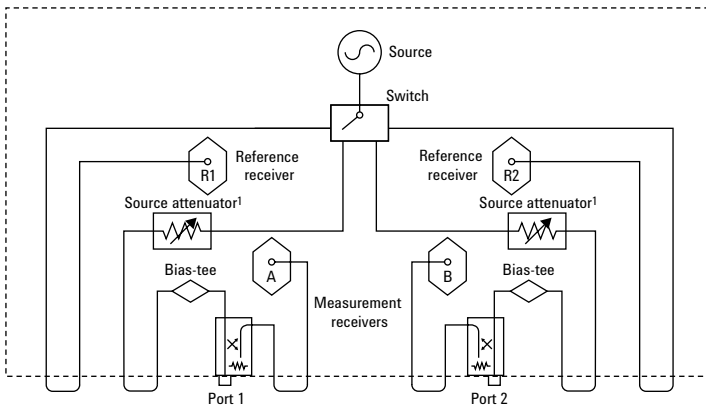 Source
Switch
R1
Reference
receiver
Reference
receiver
R2
Source attenuator1
Source attenuator1
Bias-tee
A
Measurement
receivers
B
Bias-tee
Port 1
Port 2